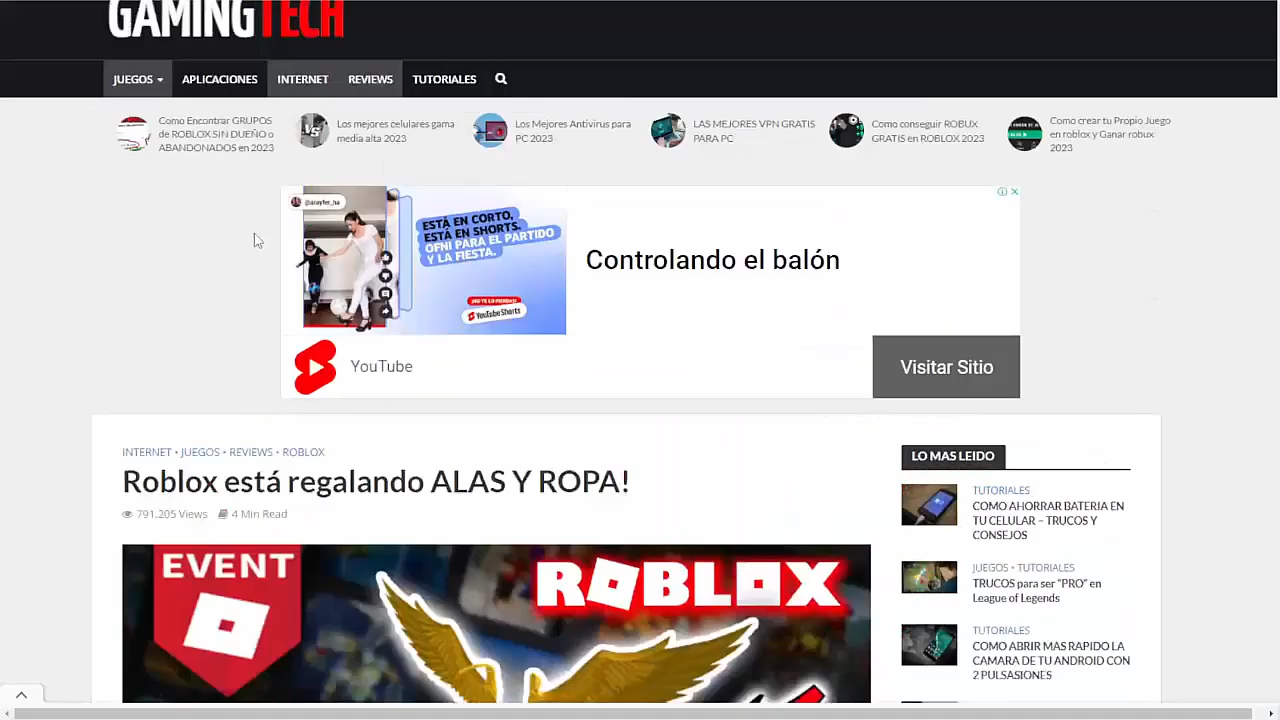 GAMINGTECH
JUEGOS APLICACIONES INTERNET REVIEWS TUTORIALES
Como Encontrar GRUPOS
de ROBLOX SIN DUEÑO o
ABANDONADOS en 2023
Los mejores celulares gama
media alta 2023
Los Mejores Antivirus para
PC 2023
LAS MEJORES VPN GRATIS
PARA PC
Como conseguir ROBUX
GRATIS en ROBLOX 2023
Como crear tu Propio Juego
en roblox y Ganar robux
2023
@arayfer_ha
ESTÁ EN CORTO,
ESTÁ EN SHORTS.
OFNI PARA EL PARTIDO
Y LA FIESTA.
¡NO TE LO PIERDAS!
YouTube Shorts
Controlando el balón
YouTube
Visitar Sitio
INTERNET • JUEGOS • REVIEWS • ROBLOX
Roblox está regalando ALAS Y ROPA!
791.205 Views 4 Min Read
EVENT
ROBLOX
LO MAS LEIDO
TUTORIALES
COMO AHORRAR BATERIA EN
TU CELULAR – TRUCOS Y
CONSEJOS
JUEGOS • TUTORIALES
TRUCOS para ser “PRO” en
League of Legends
TUTORIALES
COMO ABRIR MAS RAPIDO LA
CAMARA DE TU ANDROID CON
2 PULSASIONES